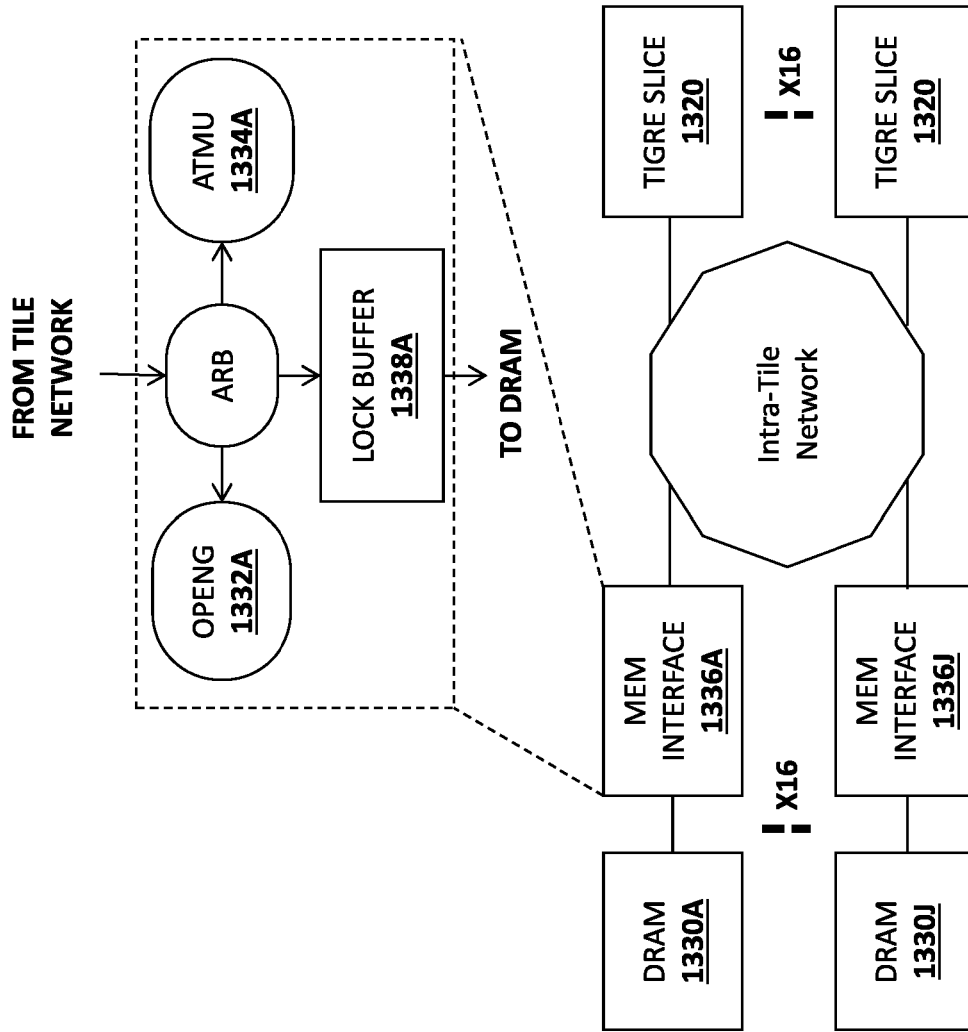 FROM TILE
NETWORK
OPENG
1332A
ARB
ATMU
1334A
LOCK BUFFER
1338A
TO DRAM
DRAM
1330A
MEM
INTERFACE
1336A
TIGRE SLICE
1320
X16
Intra-Tile
Network
X16
DRAM
1330J
MEM
INTERFACE
1336J
TIGRE SLICE
1320